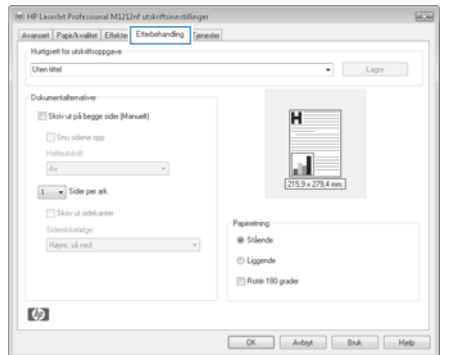 HP LaserJet Professional M1212nf utskriftsinnstillinger
Avansert Papir/kvalitet Effekter Etterbehandling Tjenester
Hurtigsett for utskriftsoppgave
Uten tittel
Lagre
Dokumentalternativer
Skriv ut på begge sider (Manuelt)
Snu sidene opp
Hefteutskrift
Av
1 Sider per ark.
Skriv ut sidekanter
Siderekkefølge:
Høyre, så ned
H
215,9 x 279,4 mm.
Papirretning
Stående
Liggende
Rotér 180 grader
hp
OK Avbryt Bruk Hjelp